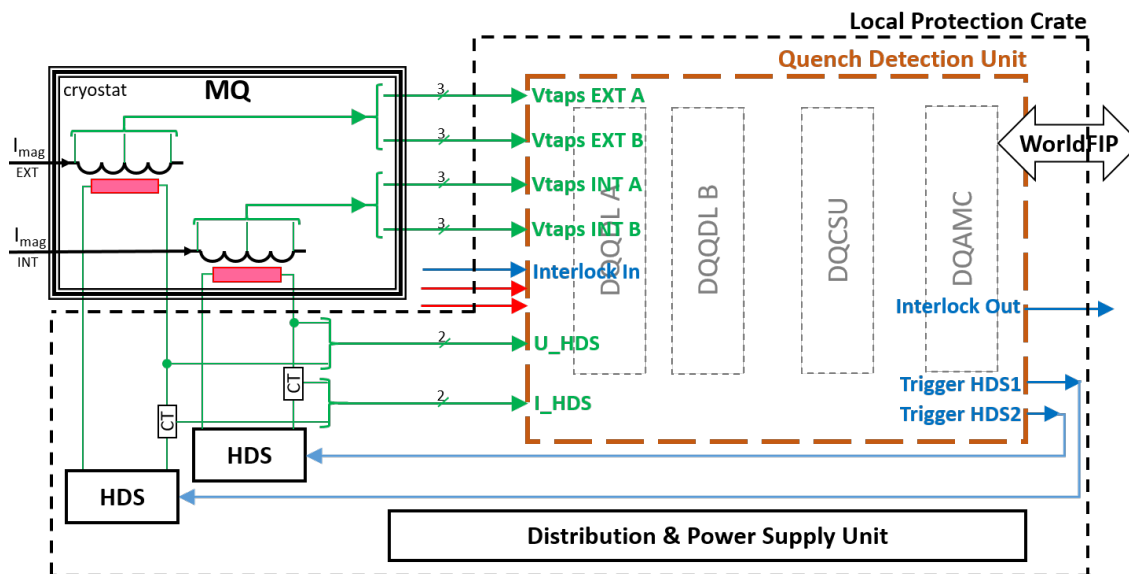 Local Protection Crate
Quench Detection Unit
cryostat
MQ
3
Vtaps EXT A
3
Vtaps EXT B
3
Vtaps INT A
3
Vtaps INT B
Imag
EXT
Imag
INT
Interlock In
DQQDL A
DQQDL B
DQCSU
DQAMC
WorldFIP
Interlock Out
2
U_HDS
2
I_HDS
Trigger HDS1
Trigger HDS2
CT
CT
HDS
HDS
Distribution & Power Supply Unit